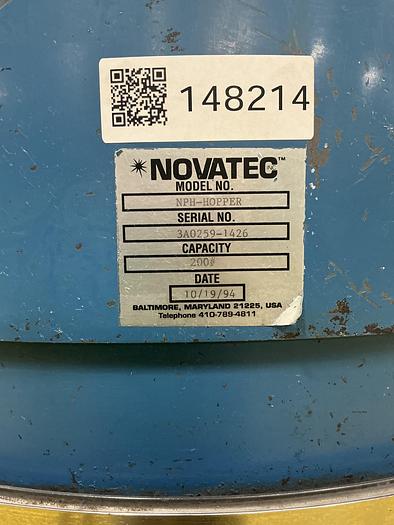 148214
NOVATEC™ INC
MODEL NO.
NPH-HOPPER
SERIAL NO.
3A0259-1426
CAPACITY
200#
DATE
10/19/94
BALTIMORE, MARYLAND 21225, USA
Telephone 410-789-4811